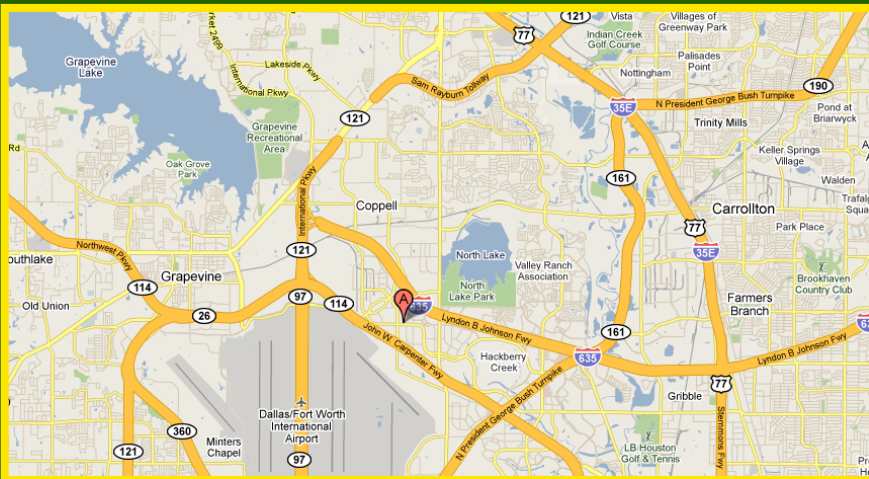 121
77
Vista
Villages of
Greenway Park
Indian Creek
Golf Course
Market 2499
Grapevine
Lake
Lakeside Pkwy
International Pkwy
Sam Rayburn Tollway
Palisades
Point
Nottingham
190
35E
N President George Bush Turnpike
Pond at
Briarwyck
121
Trinity Mills
Grapevine
Recreational
Area
Rd
Keller Springs
Village
Oak Grove
Park
161
Walden
International Pkwy
Coppell
Carrollton
77
Park Place
Northwest Pkwy
121
35E
North Lake
Valley Ranch
Association
Grapevine
114
97
114
A
635
North
Lake Park
Brookhaven
Country Club
Old Union
26
Lyndon B Johnson Fwy
Farmers
Branch
John W. Carpenter Fwy
161
Hackberry
Creek
635
Lyndon B Johnson Fwy
77
Gribble
N President George Bush Turnpike
Stemmons Fwy
Dallas/Fort Worth
International
Airport
360
Minters
Chapel
121
97
LB Houston
Golf & Tennis